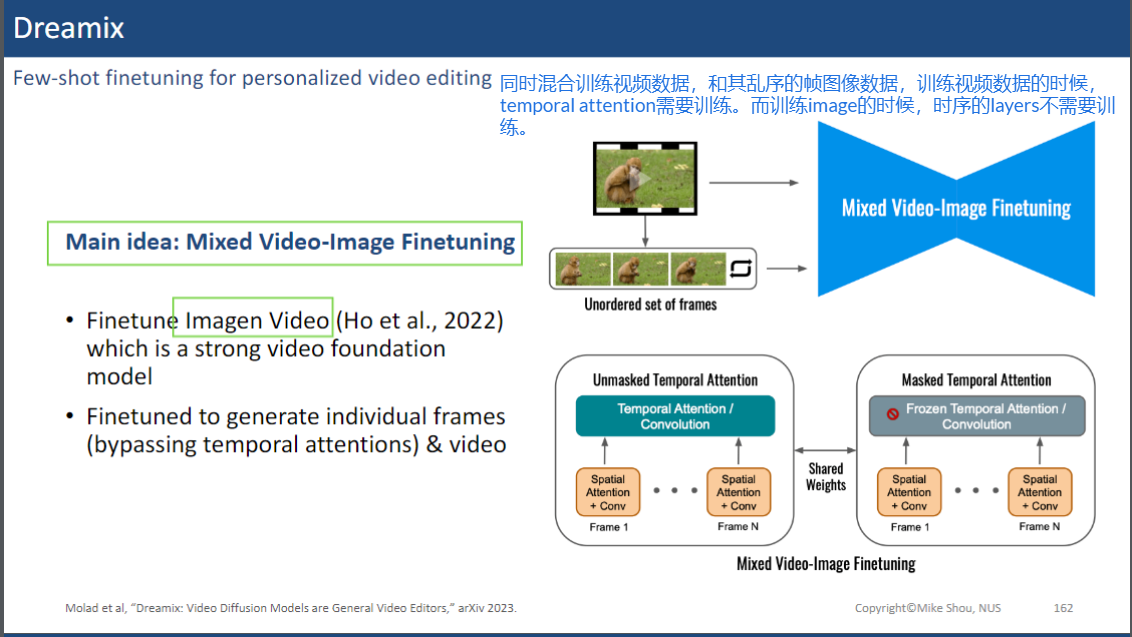 Dreamix
Few-shot finetuning for personalized video editing
同时混合训练视频数据，和其乱序的帧图像数据，训练视频数据的时候，
temporal attention需要训练。而训练image的时候，时序的layers不需要训
练。
Main idea: Mixed Video-Image Finetuning
• Finetune Imagen Video (Ho et al., 2022)
which is a strong video foundation
model
• Finetuned to generate individual frames
(bypassing temporal attentions) & video
Mixed Video-Image Finetuning
Unordered set of frames
Unmasked Temporal Attention
Temporal Attention /
Convolution
Spatial
Attention
+ Conv
Frame 1
Spatial
Attention
+ Conv
Frame N
Shared
Weights
Masked Temporal Attention
Frozen Temporal Attention /
Convolution
Spatial
Attention
+ Conv
Frame 1
Spatial
Attention
+ Conv
Frame N
Mixed Video-Image Finetuning
Molad et al, “Dreamix: Video Diffusion Models are General Video Editors,” arXiv 2023.
Copyright©Mike Shou, NUS
162